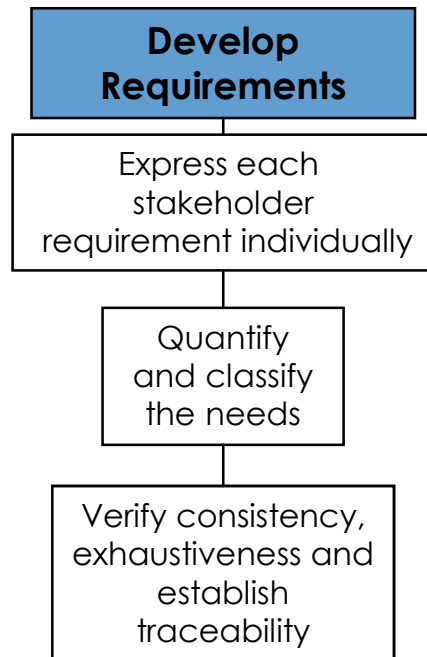 Develop
Requirements
Express each
stakeholder
requirement individually
Quantify
and classify
the needs
Verify consistency,
exhaustiveness and
establish
traceability